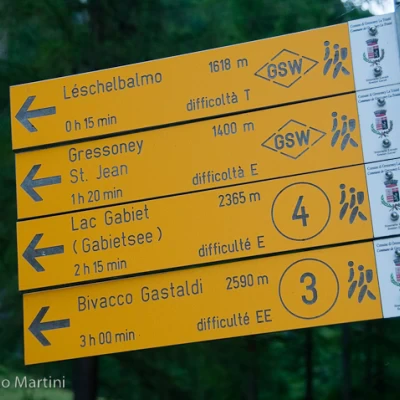 Léschelbalmo 1618 m GSW
0 h 15 min difficoltà T
Gressoney 1400 m GSW
St. Jean
1 h 20 min difficoltà E
Lac Gabiet 2365 m 4
(Gabietsee)
2 h 15 min difficulté E
Bivacco Gastaldi 2590 m 3
3 h 00 min difficulté EE
o Martini